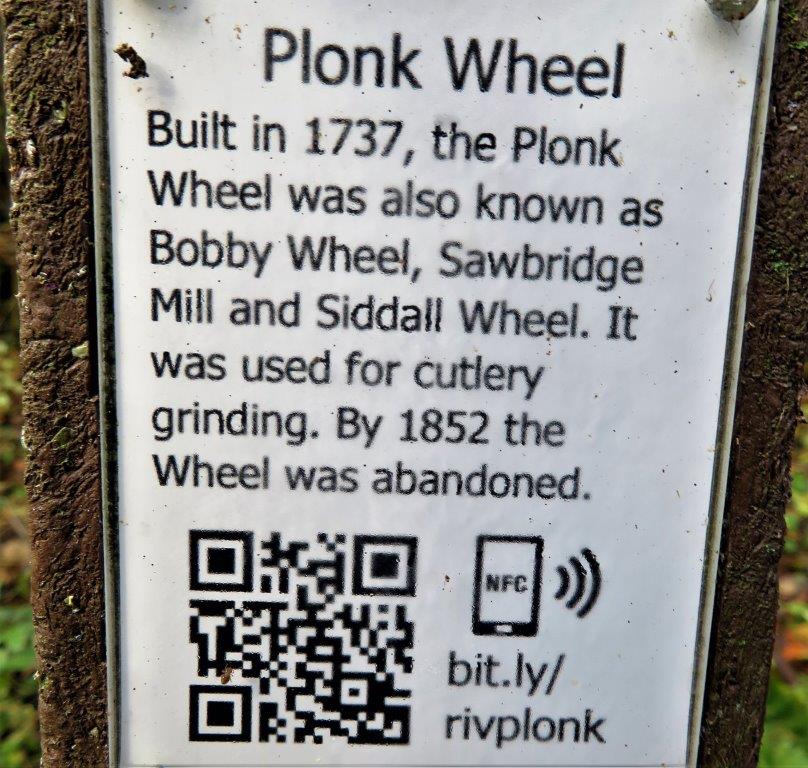 Plonk Wheel
Built in 1737, the Plonk
Wheel was also known as
Bobby Wheel, Sawbridge
Mill and Siddall Wheel. It
was used for cutlery
grinding. By 1852 the
Wheel was abandoned.
NFC
bit.ly/
rivplonk